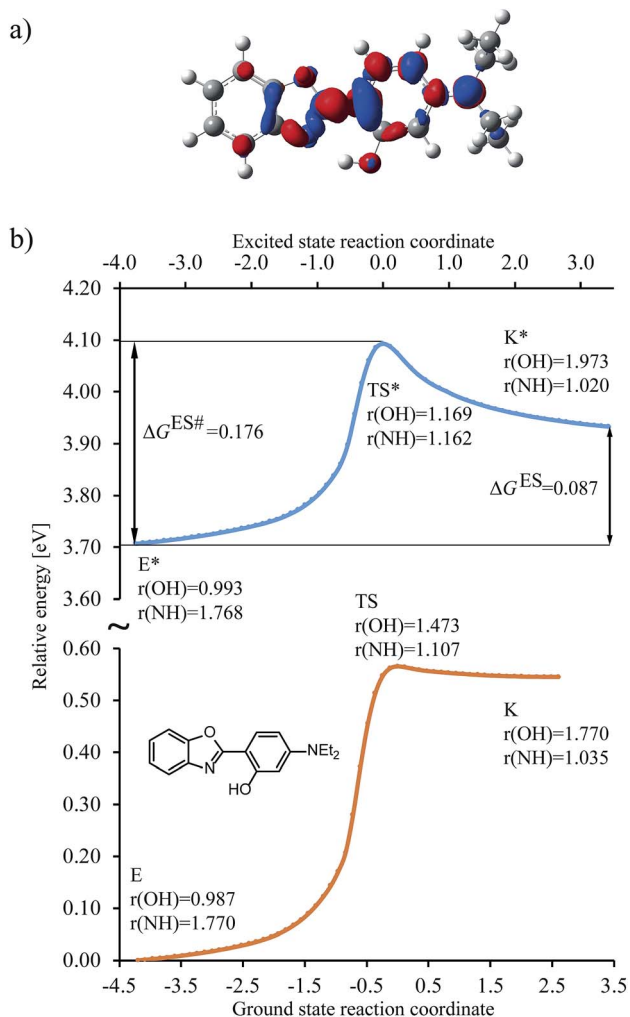 a)
b)
Excited state reaction coordinate
-4.0 -3.0 -2.0 -1.0 0.0 1.0 2.0 3.0
4.20
4.10
4.00
3.90
3.80
3.70
3.60
~
0.60
0.50
0.40
0.30
0.20
0.10
0.00
Relative energy [eV]
K*
r(OH)=1.973
r(NH)=1.020
TS*
r(OH)=1.169
r(NH)=1.162
ΔG^ES#=0.176
ΔG^ES=0.087
E*
r(OH)=0.993
r(NH)=1.768
TS
r(OH)=1.473
r(NH)=1.107
K
r(OH)=1.770
r(NH)=1.035
O
N
HO
NEt₂
E
r(OH)=0.987
r(NH)=1.770
-4.5 -3.5 -2.5 -1.5 -0.5 0.5 1.5 2.5 3.5
Ground state reaction coordinate